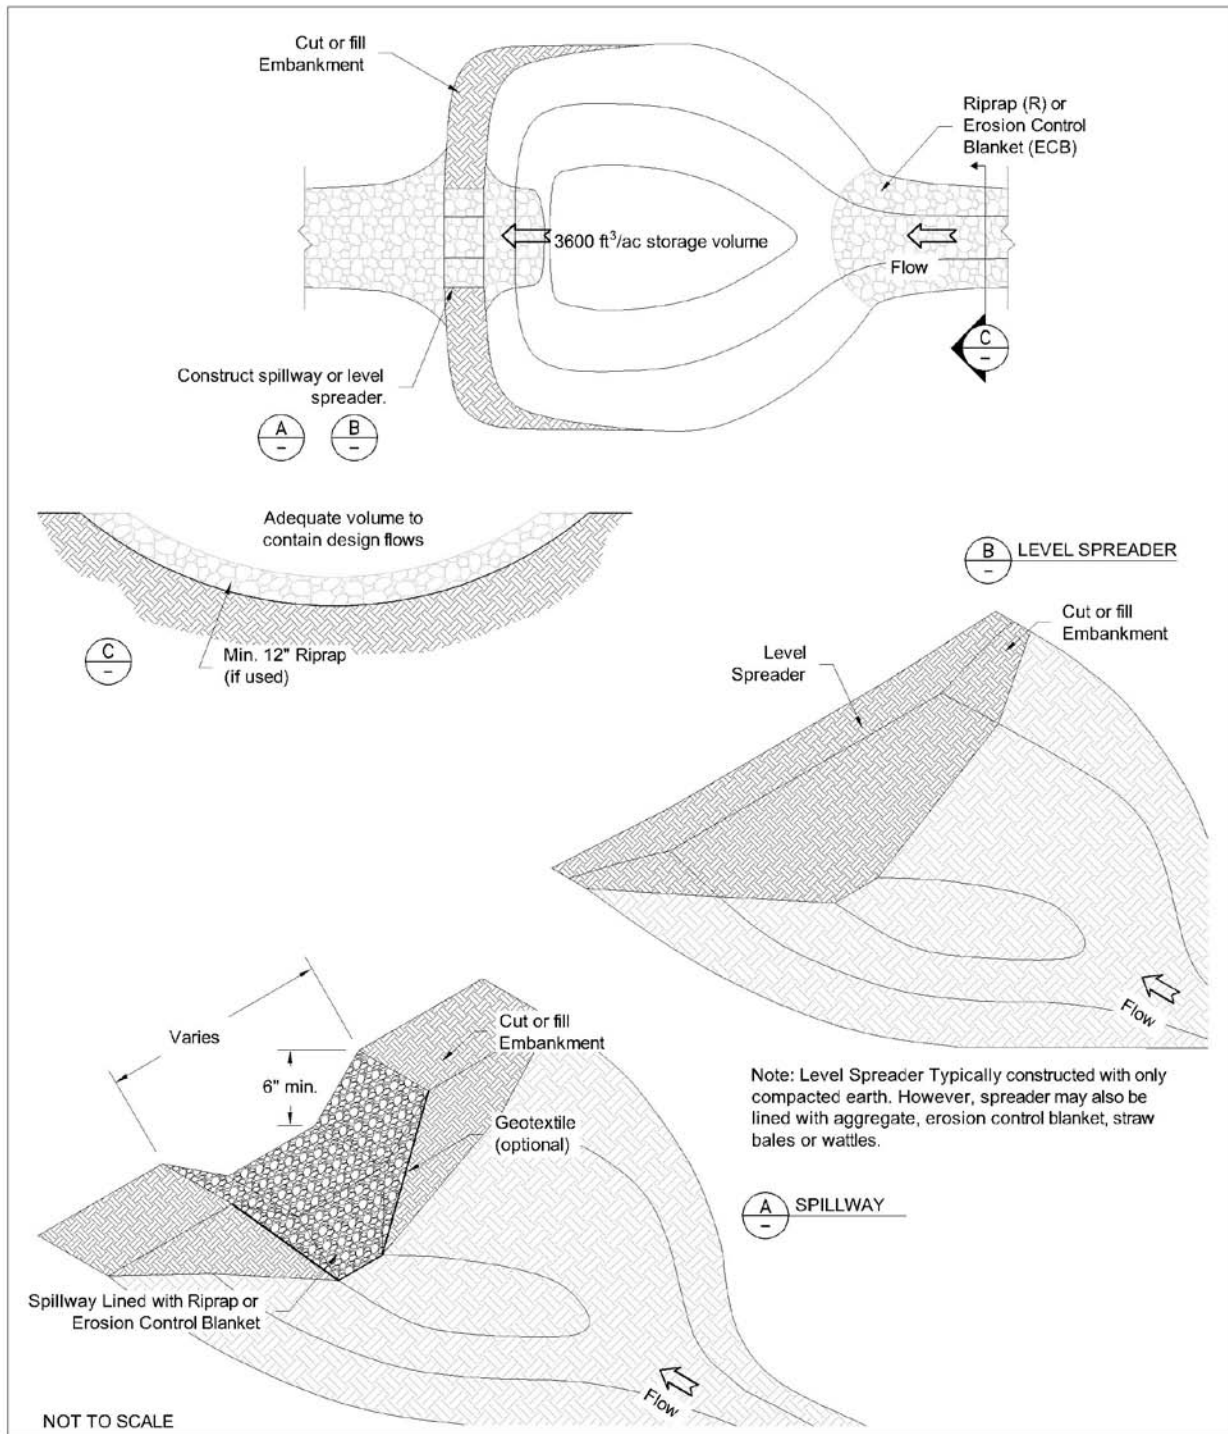 Cut or fill
Embankment
Riprap (R) or
Erosion Control
Blanket (ECB)
3600 ft³/ac storage volume
Flow
C
–
Construct spillway or level
spreader.
A
–
B
–
Adequate volume to
contain design flows
C
–
Min. 12" Riprap
(if used)
B
–
LEVEL SPREADER
Cut or fill
Embankment
Level
Spreader
Flow
Note: Level Spreader Typically constructed with only
compacted earth. However, spreader may also be
lined with aggregate, erosion control blanket, straw
bales or wattles.
Varies
6" min.
Cut or fill
Embankment
Geotextile
(optional)
A
–
SPILLWAY
Spillway Lined with Riprap or
Erosion Control Blanket
Flow
NOT TO SCALE